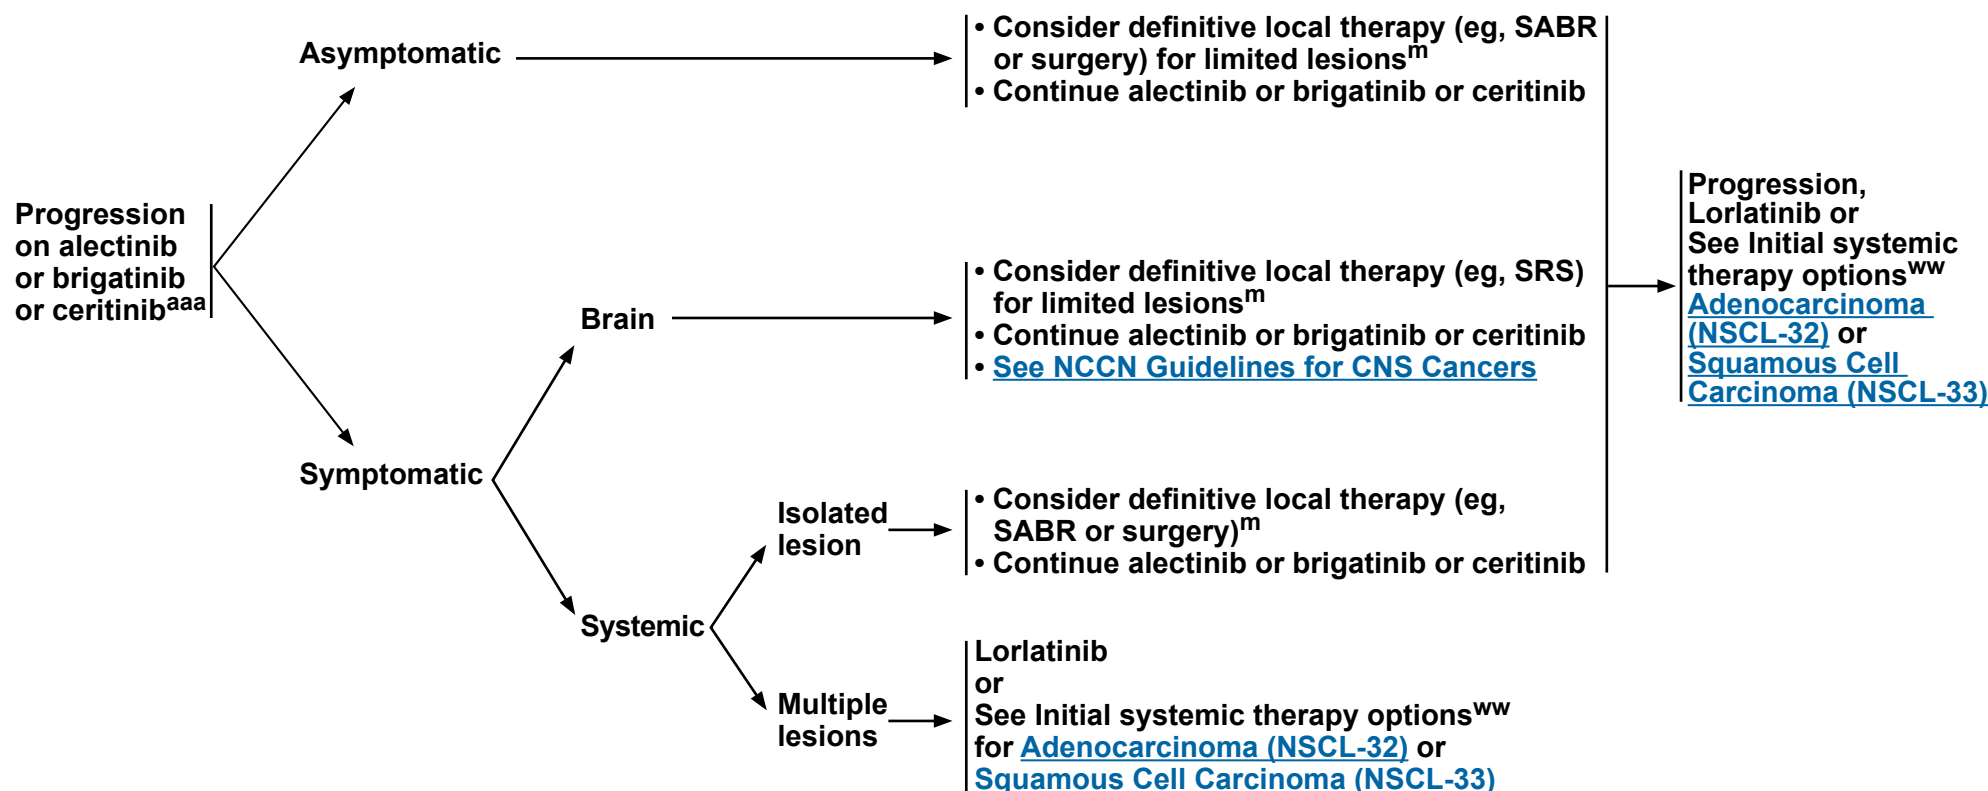 Progression
on alectinib
or brigatinib
or ceritinibaaa
Asymptomatic
Symptomatic
Brain
Systemic
Isolated
lesion
Multiple
lesions
• Consider definitive local therapy (eg, SABR
or surgery) for limited lesionsm
• Continue alectinib or brigatinib or ceritinib
• Consider definitive local therapy (eg, SRS)
for limited lesionsm
• Continue alectinib or brigatinib or ceritinib
• See NCCN Guidelines for CNS Cancers
• Consider definitive local therapy (eg,
SABR or surgery)m
• Continue alectinib or brigatinib or ceritinib
Lorlatinib
or
See Initial systemic therapy optionsww
for Adenocarcinoma (NSCL-32) or
Squamous Cell Carcinoma (NSCL-33)
Progression,
Lorlatinib or
See Initial systemic
therapy optionsww
Adenocarcinoma
(NSCL-32) or
Squamous Cell
Carcinoma (NSCL-33)